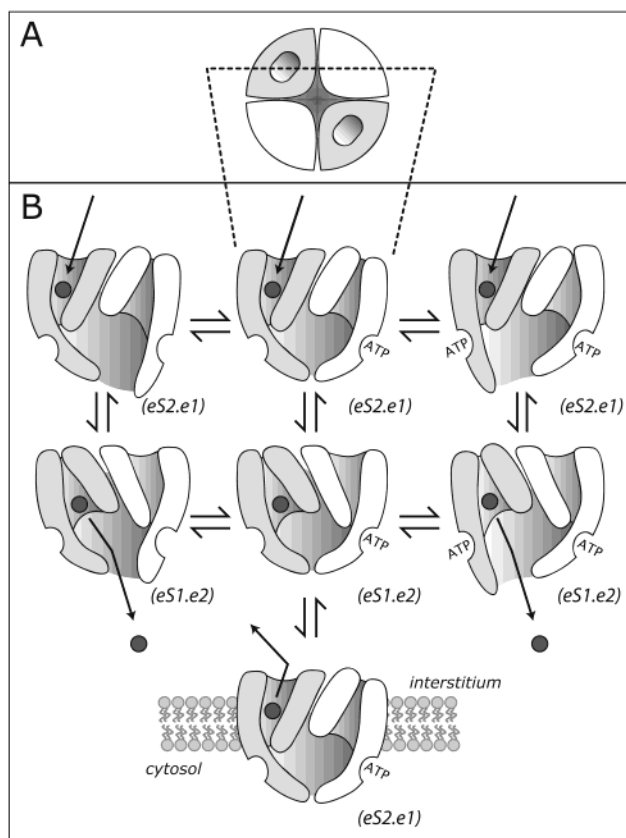 A
B
ATP
ATP
ATP
(eS2.e1)
(eS2.e1)
(eS2.e1)
ATP
ATP
ATP
(eS1.e2)
(eS1.e2)
(eS1.e2)
interstitium
cytosol
ATP
(eS2.e1)